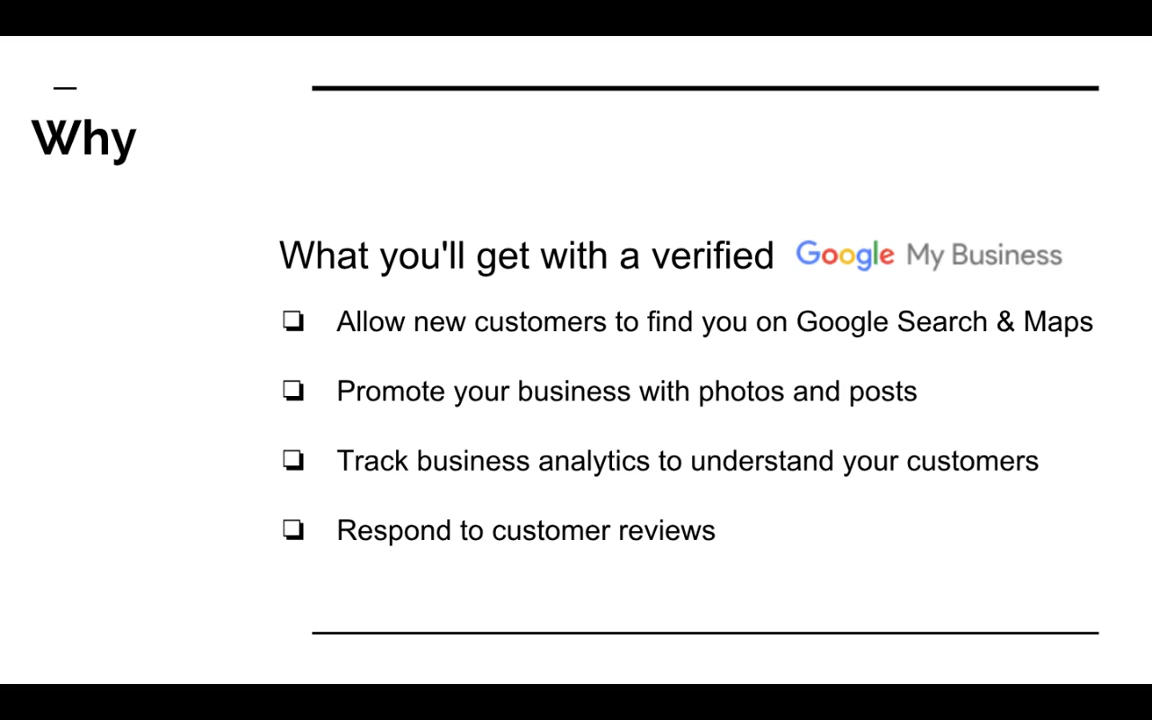 Why
What you'll get with a verified Google My Business
❏ Allow new customers to find you on Google Search & Maps
❏ Promote your business with photos and posts
❏ Track business analytics to understand your customers
❏ Respond to customer reviews